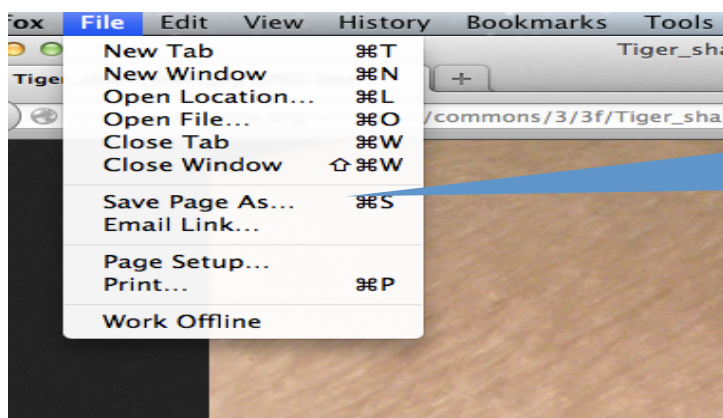 fox File Edit View History Bookmarks Tools
Tiger_sha
Tige
/commons/3/3f/Tiger_sha
New Tab ⌘T
New Window ⌘N
Open Location... ⌘L
Open File... ⌘O
Close Tab ⌘W
Close Window ⇧⌘W
Save Page As... ⌘S
Email Link...
Page Setup...
Print... ⌘P
Work Offline